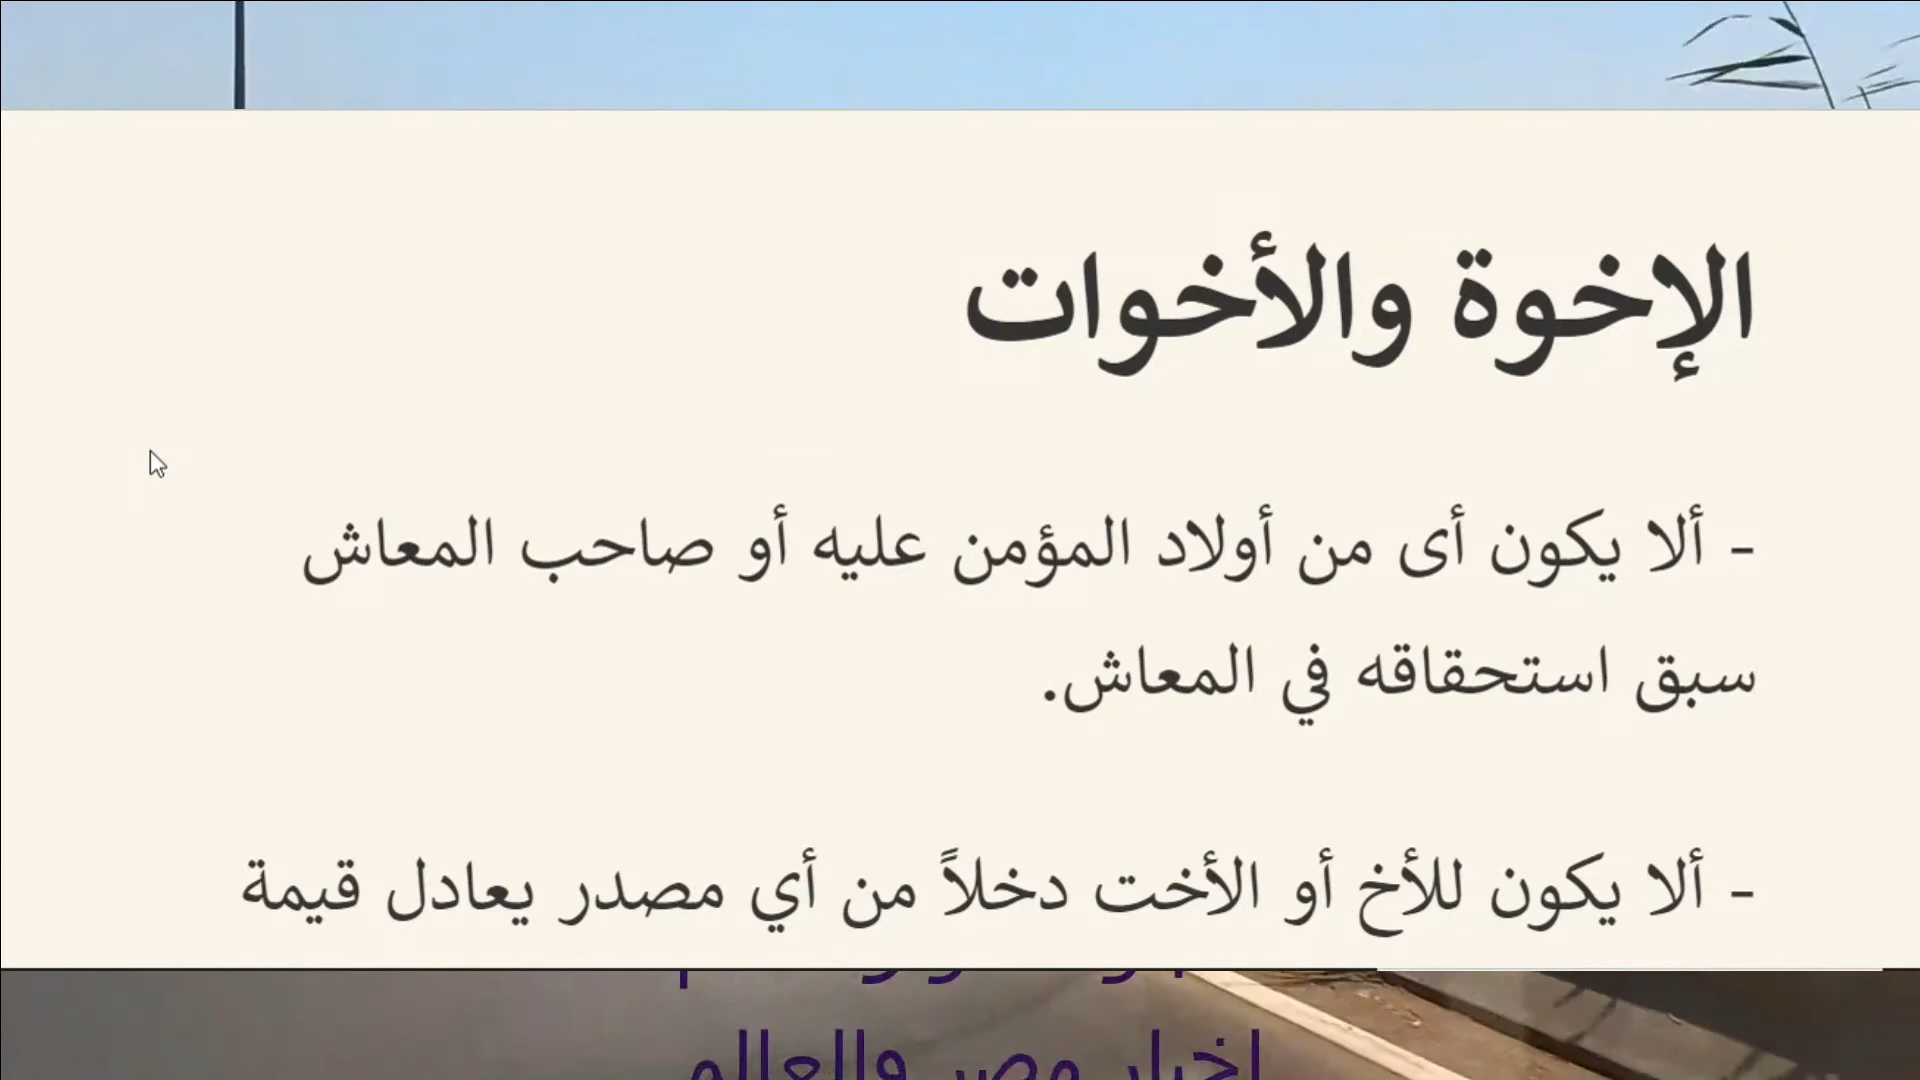 الإخوة والأخوات
- ألا يكون أى من أولاد المؤمن عليه أو صاحب المعاش
سبق استحقاقه في المعاش.
- ألا يكون للأخ أو الأخت دخلاً من أي مصدر يعادل قيمة
اخبار مصر والعالم